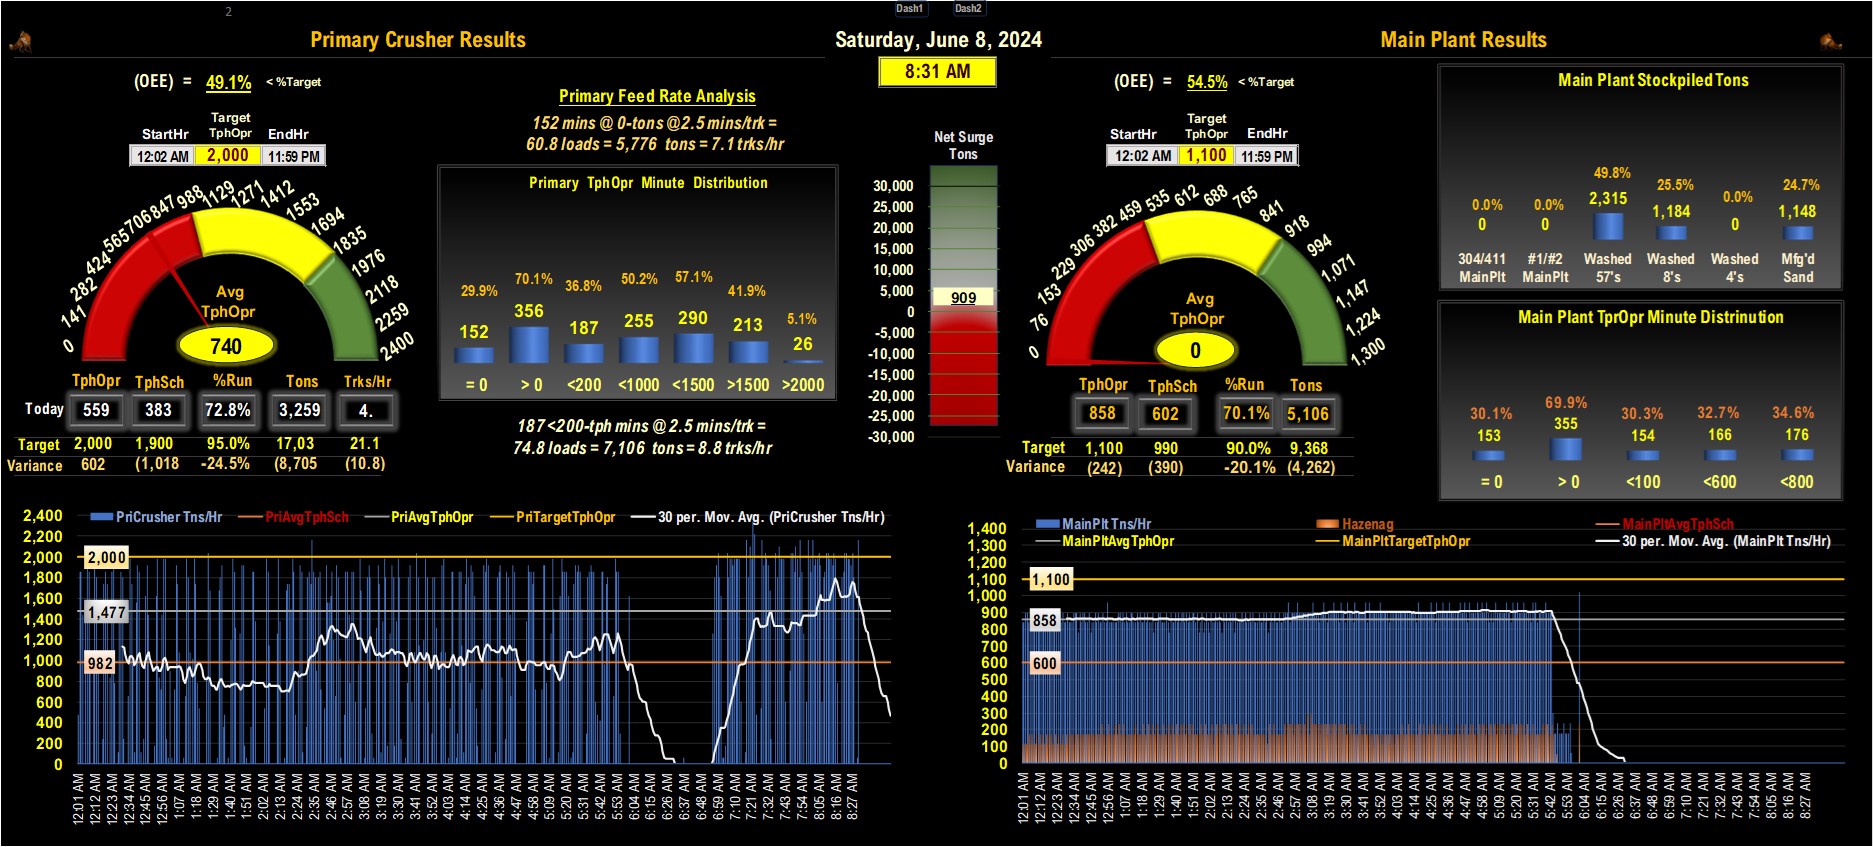 2
Dash1 Dash2
Primary Crusher Results
Saturday, June 8, 2024
Main Plant Results
8:31 AM
(OEE) = 49.1% < %Target
Target
StartHr TphOpr EndHr
12:02 AM 2,000 11:59 PM
0 141 282 424 565 706 847 988 1129 1271 1412 1553 1694 1835 1976 2118 2259 2400
Avg
TphOpr
740
TphOpr TphSch %Run Tons Trks/Hr
Today 559 383 72.8% 3,259 4.
Target 2,000 1,900 95.0% 17,03 21.1
Variance 602 (1,018 -24.5% (8,705 (10.8)
Primary Feed Rate Analysis
152 mins @ 0-tons @2.5 mins/trk =
60.8 loads = 5,776 tons = 7.1 trks/hr
Primary TphOpr Minute Distribution
29.9% 70.1% 36.8% 50.2% 57.1% 41.9% 5.1%
152 356 187 255 290 213 26
= 0 > 0 <200 <1000 <1500 >1500 >2000
187<200-tph mins @ 2.5 mins/trk =
74.8 loads = 7,106 tons = 8.8 trks/hr
Net Surge
Tons
30,000
25,000
20,000
15,000
10,000
5,000
909
0
-5,000
-10,000
-15,000
-20,000
-25,000
-30,000
(OEE) = 54.5% < %Target
Target
StartHr TphOpr EndHr
12:02 AM 1,100 11:59 PM
0 76 153 229 306 382 459 535 612 688 765 841 918 994 1,071 1,147 1,224 1,300
Avg
TphOpr
0
TphOpr TphSch %Run Tons
858 602 70.1% 5,106
Target 1,100 990 90.0% 9,368
Variance (242) (390) -20.1% (4,262)
Main Plant Stockpiled Tons
0.0% 0.0% 49.8% 25.5% 0.0% 24.7%
0 0 2,315 1,184 0 1,148
304/411 #1/#2 Washed Washed Washed Mfg'd
MainPlt MainPlt 57's 8's 4's Sand
Main Plant TprOpr Minute Distrinution
30.1% 69.9% 30.3% 32.7% 34.6%
153 355 154 166 176
= 0 > 0 <100 <600 <800
PriCrusher Tns/Hr PriAvgTphSch PriAvgTphOpr PriTargetTphOpr 30 per. Mov. Avg. (PriCrusher Tns/Hr)
2,400
2,200
2,000 2,000
1,800
1,600
1,477
1,400
1,200
1,000 982
800
600
400
200
0
12:01 AM 12:12 AM 12:23 AM 12:34 AM 12:45 AM 12:56 AM 1:07 AM 1:18 AM 1:29 AM 1:40 AM 1:51 AM 2:02 AM 2:13 AM 2:24 AM 2:35 AM 2:46 AM 2:57 AM 3:08 AM 3:19 AM 3:30 AM 3:41 AM 3:52 AM 4:03 AM 4:14 AM 4:25 AM 4:36 AM 4:47 AM 4:58 AM 5:09 AM 5:20 AM 5:31 AM 5:42 AM 5:53 AM 6:04 AM 6:15 AM 6:26 AM 6:37 AM 6:48 AM 6:59 AM 7:10 AM 7:21 AM 7:32 AM 7:43 AM 7:54 AM 8:05 AM 8:16 AM 8:27 AM
MainPlt Tns/Hr Hazenag MainPltAvgTphSch
MainPltAvgTphOpr MainPltTargetTphOpr 30 per. Mov. Avg. (MainPlt Tns/Hr)
1,400
1,300
1,200
1,100 1,100
1,000
900
858
800
700
600 600
500
400
300
200
100
0
12:01 AM 12:12 AM 12:23 AM 12:34 AM 12:45 AM 12:56 AM 1:07 AM 1:18 AM 1:29 AM 1:40 AM 1:51 AM 2:02 AM 2:13 AM 2:24 AM 2:35 AM 2:46 AM 2:57 AM 3:08 AM 3:19 AM 3:30 AM 3:41 AM 3:52 AM 4:03 AM 4:14 AM 4:25 AM 4:36 AM 4:47 AM 4:58 AM 5:09 AM 5:20 AM 5:31 AM 5:42 AM 5:53 AM 6:04 AM 6:15 AM 6:26 AM 6:37 AM 6:48 AM 6:59 AM 7:10 AM 7:21 AM 7:32 AM 7:43 AM 7:54 AM 8:05 AM 8:16 AM 8:27 AM